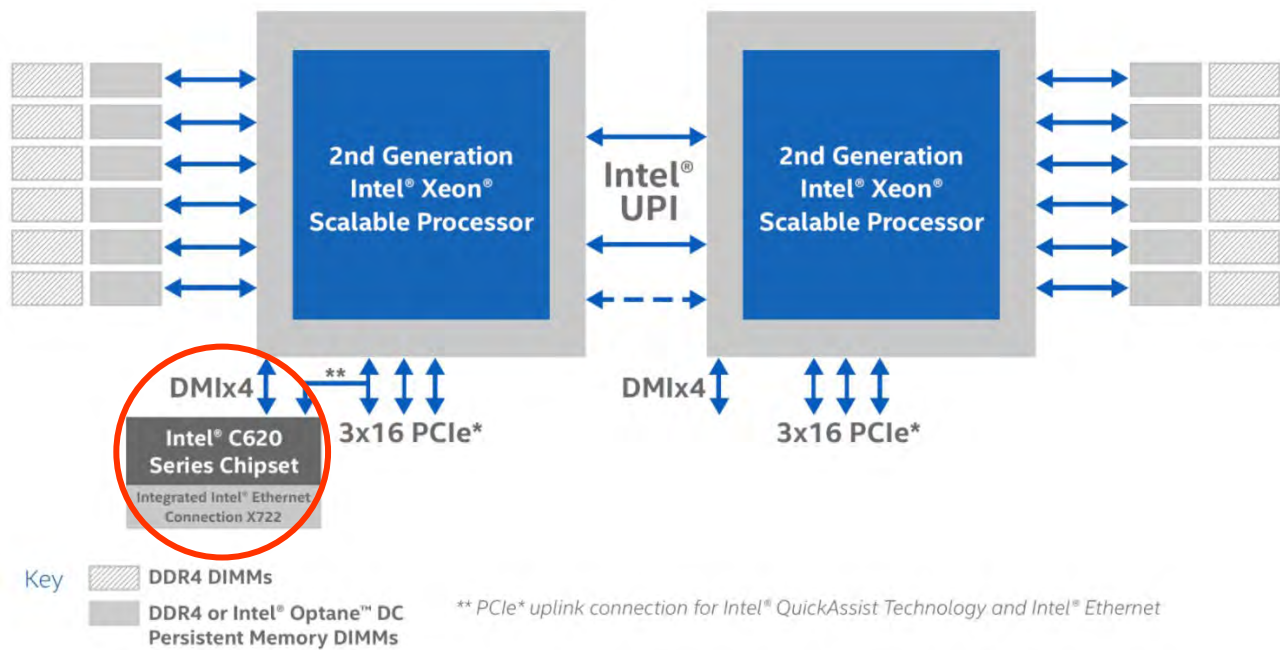 2nd Generation
Intel® Xeon®
Scalable Processor
Intel®
UPI
2nd Generation
Intel® Xeon®
Scalable Processor
DMIx4
**
3x16 PCIe*
DMIx4
3x16 PCIe*
Intel® C620
Series Chipset
Integrated Intel® Ethernet
Connection X722
Key
DDR4 DIMMs
DDR4 or Intel® Optane™ DC
Persistent Memory DIMMs
** PCIe* uplink connection for Intel® QuickAssist Technology and Intel® Ethernet